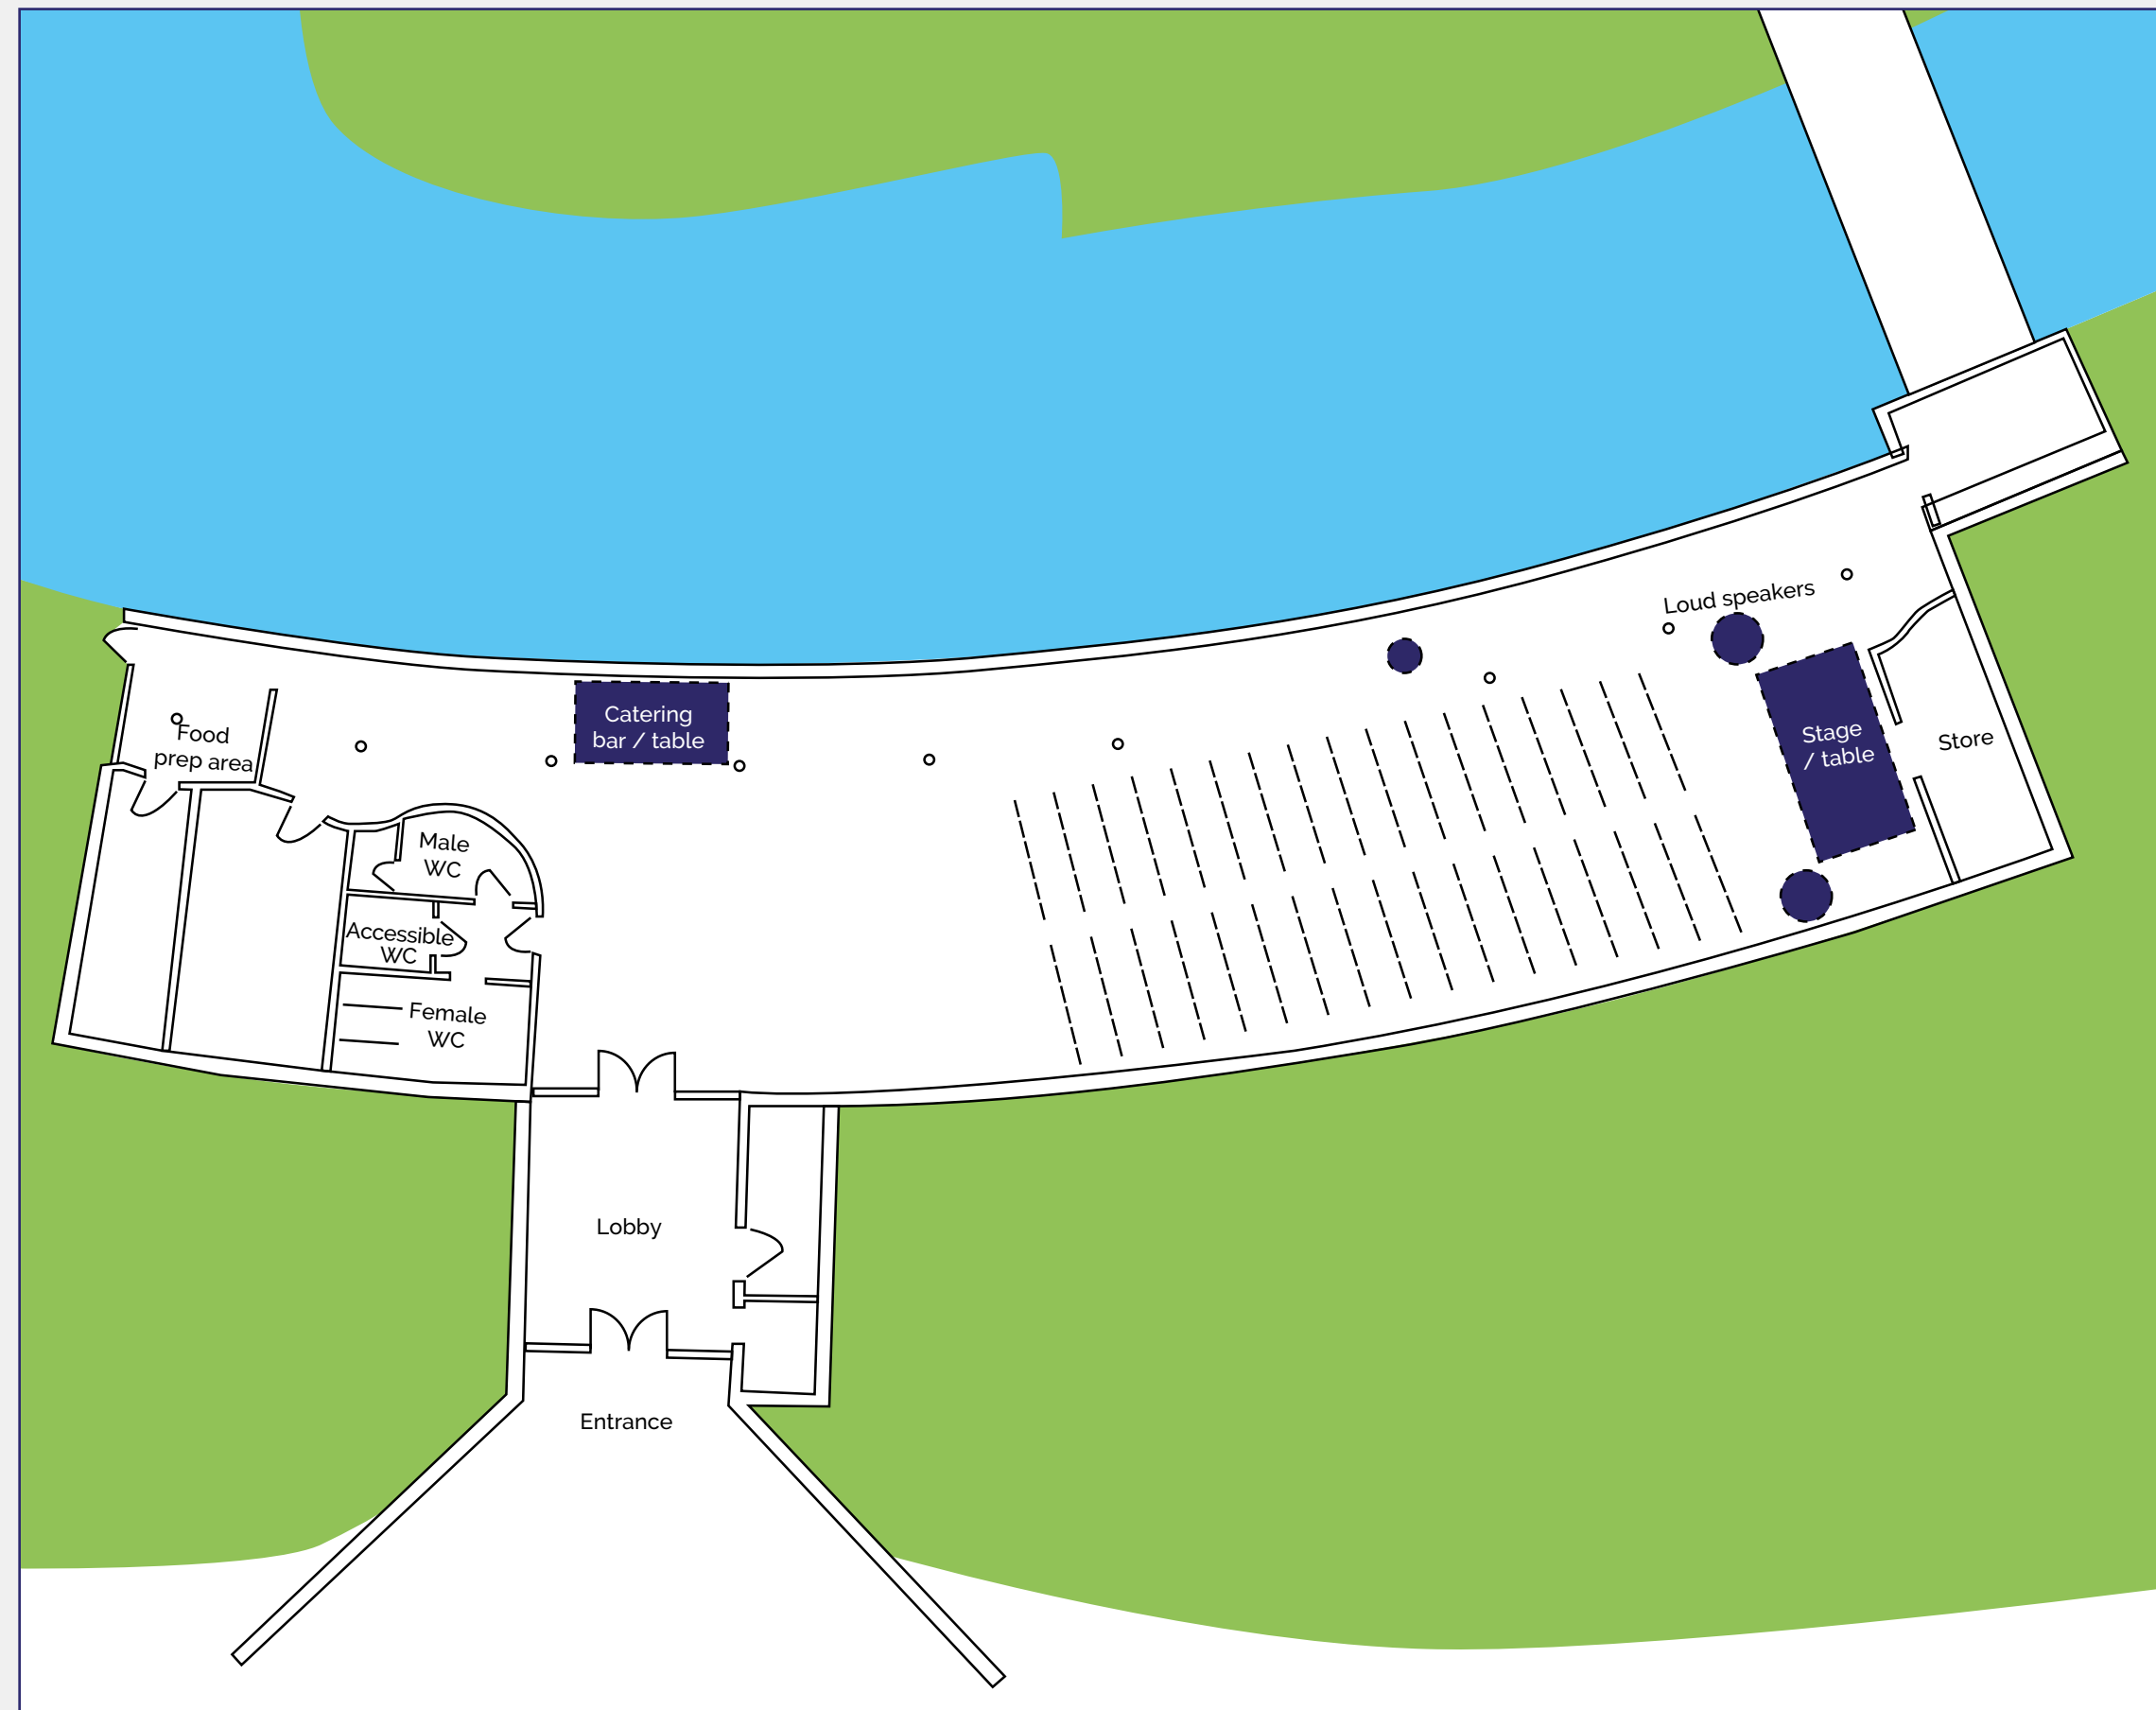 Loud speakers
Catering
bar / table
Stage
/ table
Store
Food
prep area
Male
WC
Accessible
WC
Female
WC
Lobby
Entrance